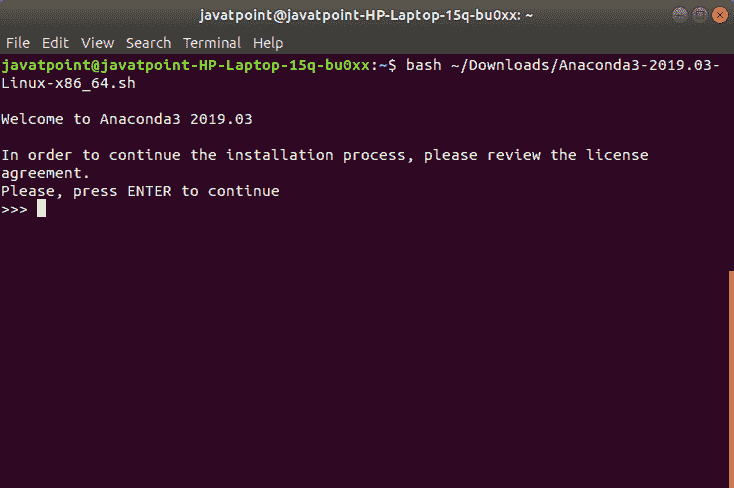 javatpoint@javatpoint-HP-Laptop-15q-bu0xx: ~
File Edit View Search Terminal Help
javatpoint@javatpoint-HP-Laptop-15q-bu0xx:~$ bash ~/Downloads/Anaconda3-2019.03-
Linux-x86_64.sh
Welcome to Anaconda3 2019.03
In order to continue the installation process, please review the license
agreement.
Please, press ENTER to continue
>>>